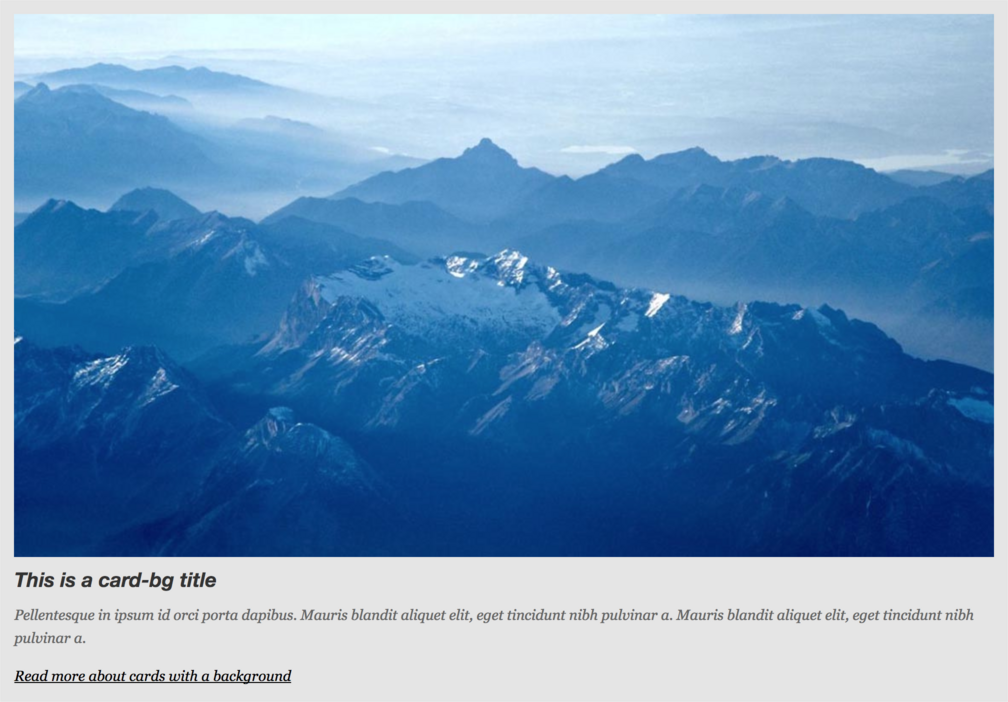 This is a card-bg title
Pellentesque in ipsum id orci porta dapibus. Mauris blandit aliquet elit, eget tincidunt nibh pulvinar a. Mauris blandit aliquet elit, eget tincidunt nibh
pulvinar a.
Read more about cards with a background